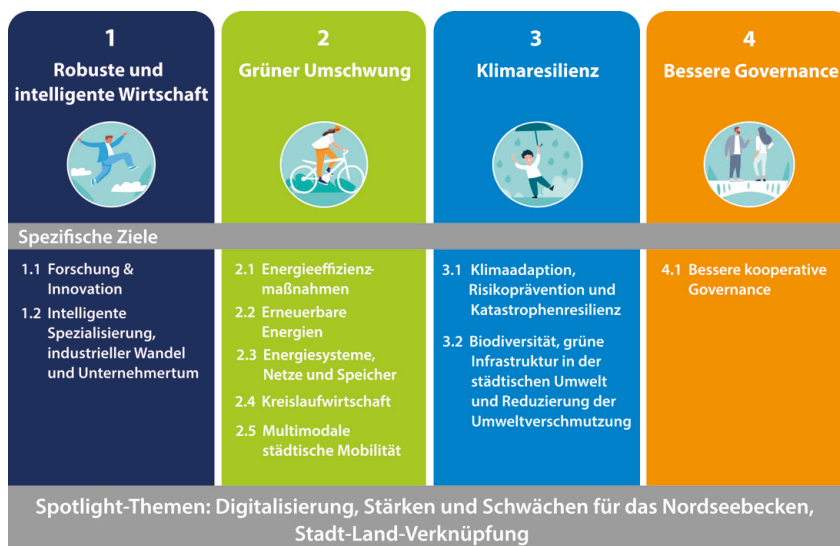 1
Robuste und
intelligente Wirtschaft
2
Grüner Umschwung
3
Klimaresilienz
4
Bessere Governance
Spezifische Ziele
1.1 Forschung &
Innovation
1.2 Intelligente
Spezialisierung,
industrieller Wandel
und Unternehmertum
2.1 Energieeffizienz-
maßnahmen
2.2 Erneuerbare
Energien
2.3 Energiesysteme,
Netze und Speicher
2.4 Kreislaufwirtschaft
2.5 Multimodale
städtische Mobilität
3.1 Klimaadaption,
Risikoprävention und
Katastrophenresilienz
3.2 Biodiversität, grüne
Infrastruktur in der
städtischen Umwelt
und Reduzierung der
Umweltverschmutzung
4.1 Bessere kooperative
Governance
Spotlight-Themen: Digitalisierung, Stärken und Schwächen für das Nordseebecken,
Stadt-Land-Verknüpfung